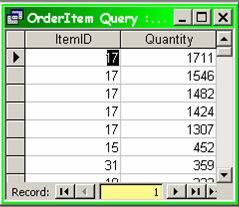 OrderItem Query :...
ItemID Quantity
17 1711
17 1546
17 1482
17 1424
17 1307
15 452
31 359
Record: 1